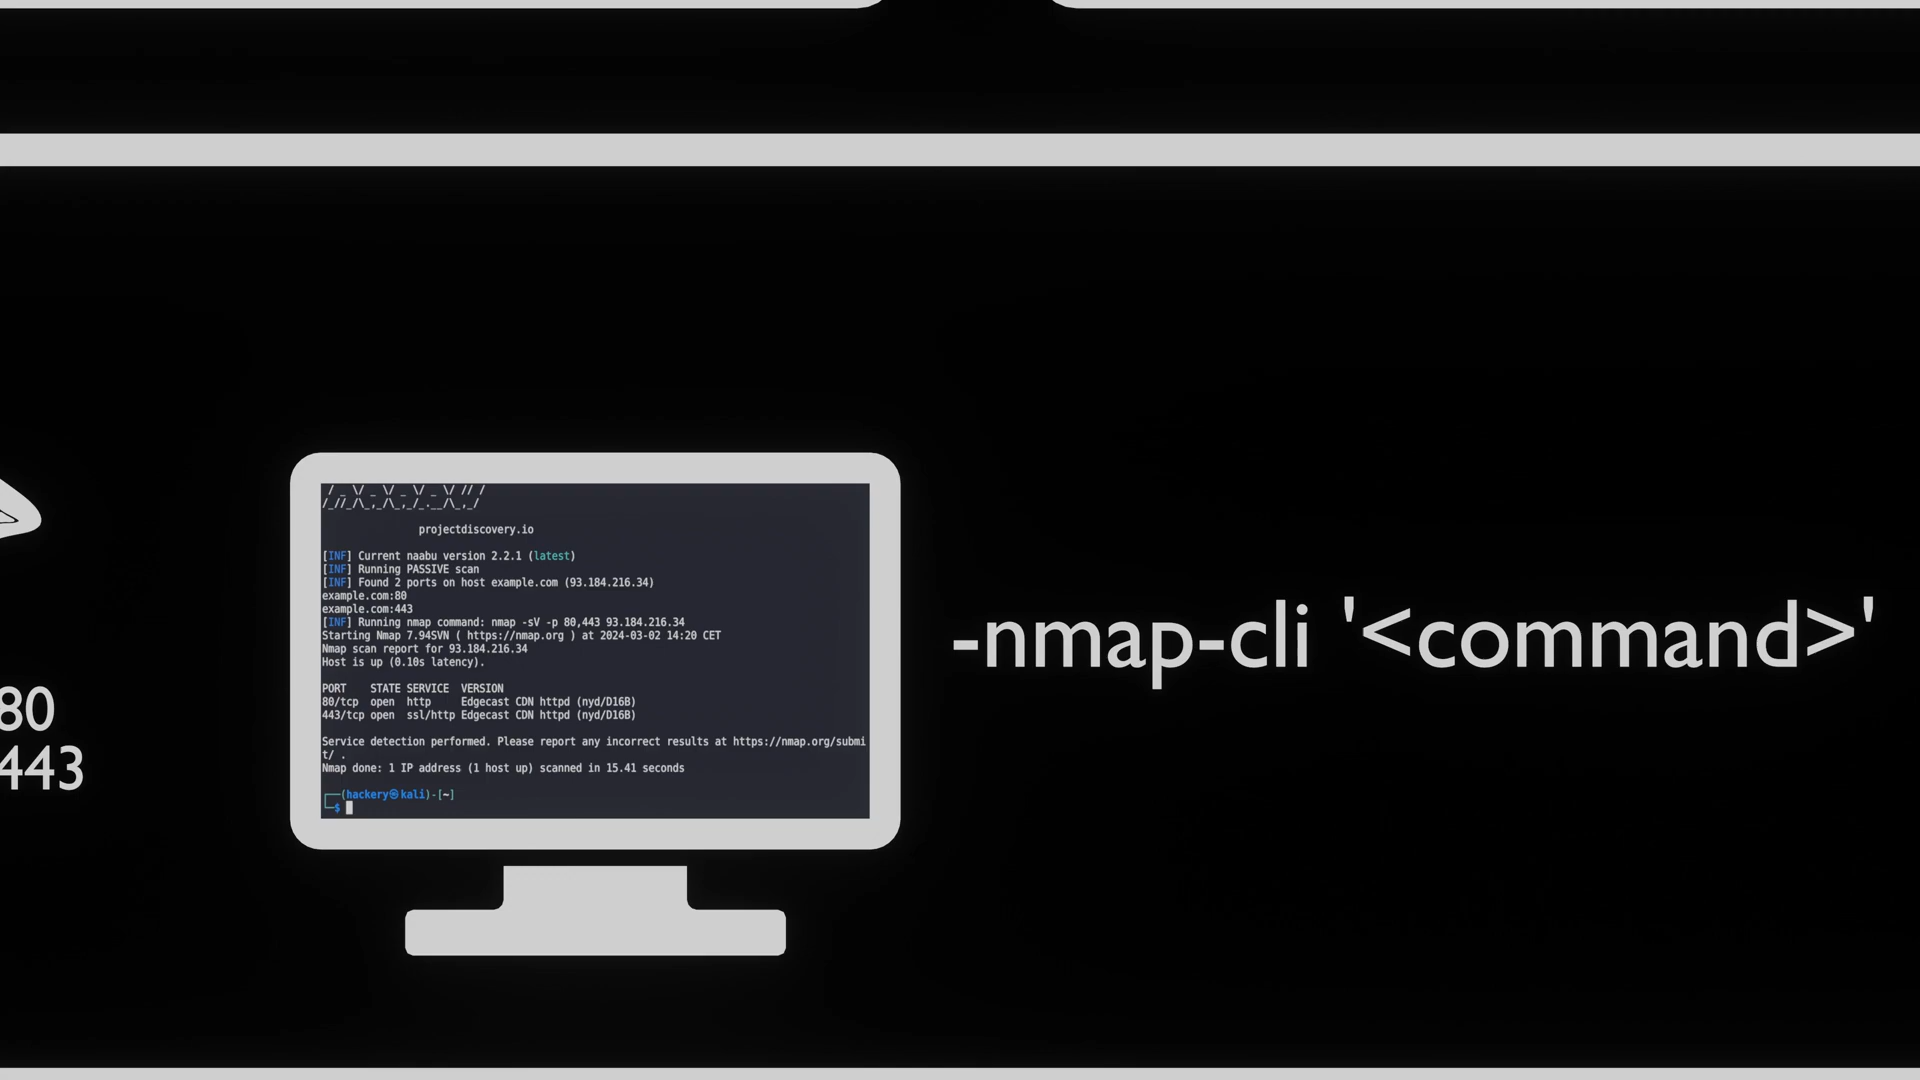 projectdiscovery.io
[INF] Current naabu version 2.2.1 (latest)
[INF] Running PASSIVE scan
[INF] Found 2 ports on host example.com (93.184.216.34)
example.com:80
example.com:443
[INF] Running nmap command: nmap -sV -p 80,443 93.184.216.34
Starting Nmap 7.94SVN ( https://nmap.org ) at 2024-03-02 14:20 CET
Nmap scan report for 93.184.216.34
Host is up (0.10s latency).
PORT STATE SERVICE VERSION
80/tcp open http Edgecast CDN httpd (nyd/D16B)
443/tcp open ssl/http Edgecast CDN httpd (nyd/D16B)
Service detection performed. Please report any incorrect results at https://nmap.org/submi
t/ .
Nmap done: 1 IP address (1 host up) scanned in 15.41 seconds
┌──(hackery㉿kali)-[~]
└─$
-nmap-cli '<command>'
80
443